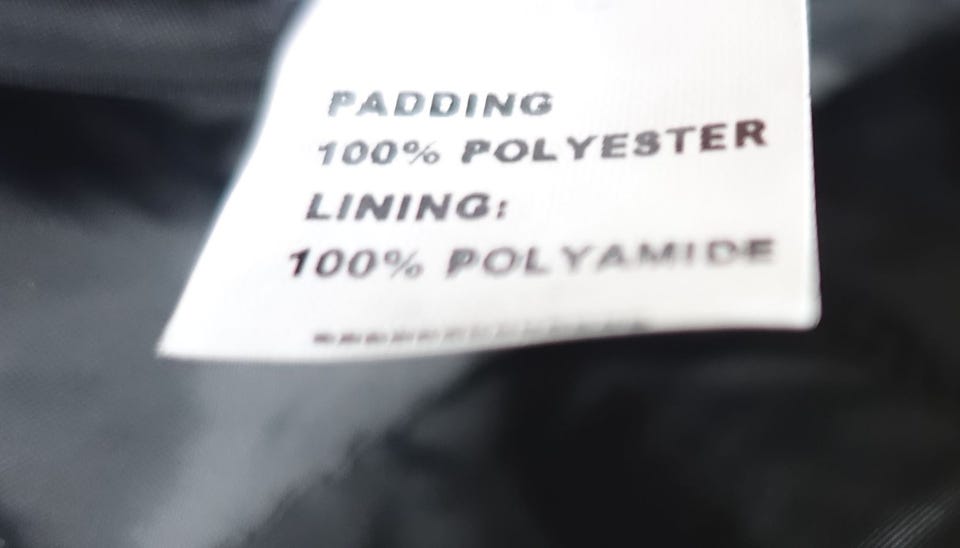 PADDING
100% POLYESTER
LINING:
100% POLYAMIDE